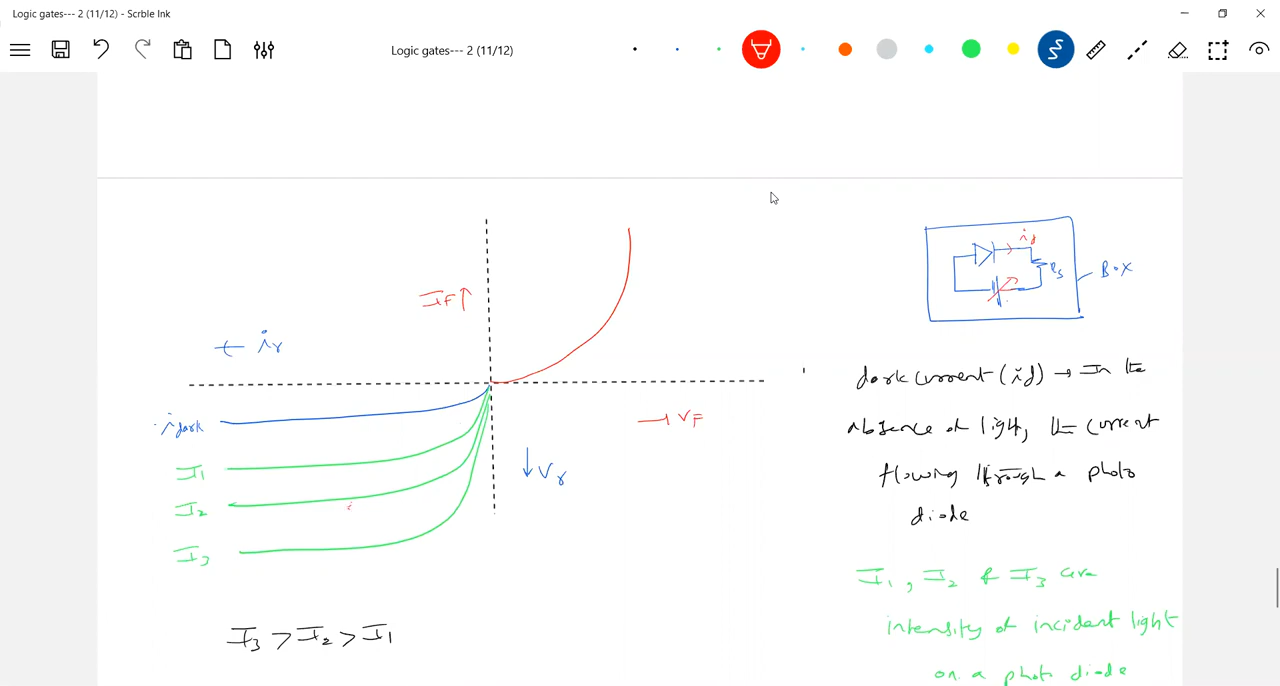 Logic gates--- 2 (11/12) - Scrble Ink
Logic gates--- 2 (11/12)
IF↑
← ir
→ VF
↓ Vr
idark
I1
I2
I3
I3 > I2 > I1
id
Rs
Box
dark current (id) → In the
absence of light, the current
flowing through a photo
diode
I1, I2 & I3 are
intensity of incident light
on a photo diode